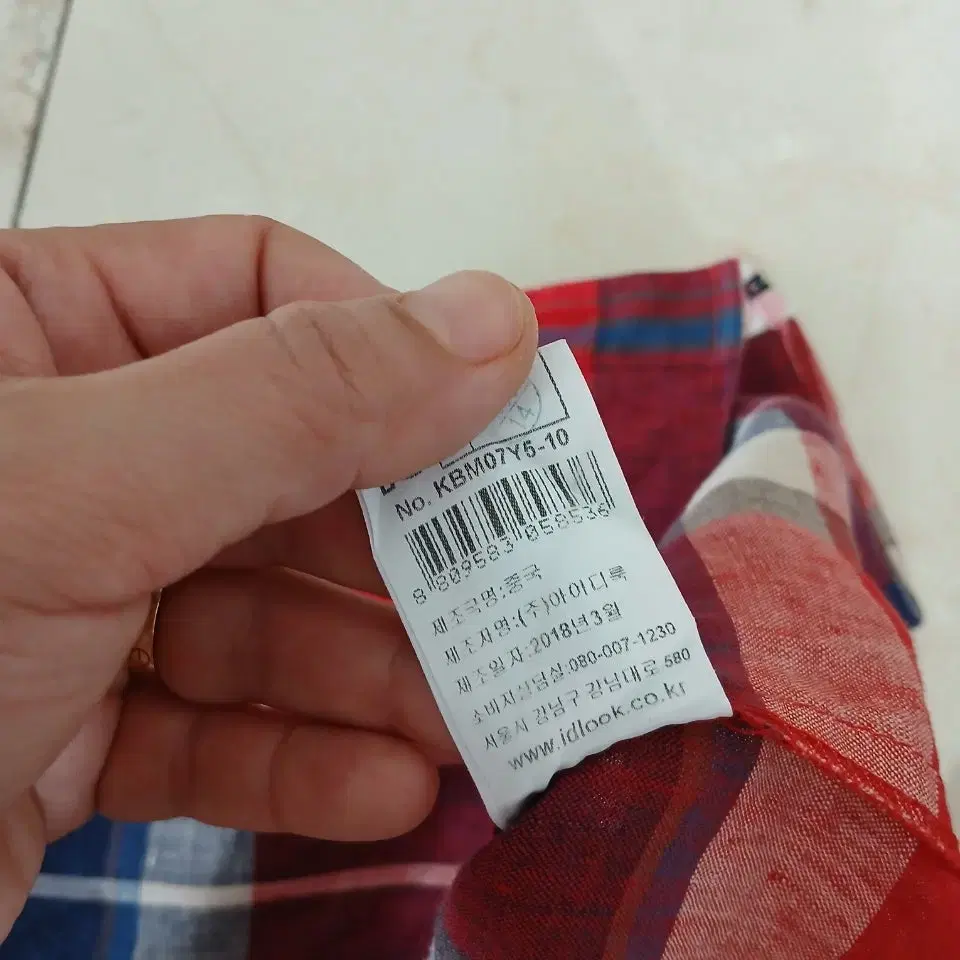 14
No. KBM07Y5-10
8 809583 058536
제조국명:중국
제조자명:(주)아이디룩
제조일자:2018년3월
소비자상담실:080-007-1230
서울시 강남구 강남대로 580
www.idlook.co.kr